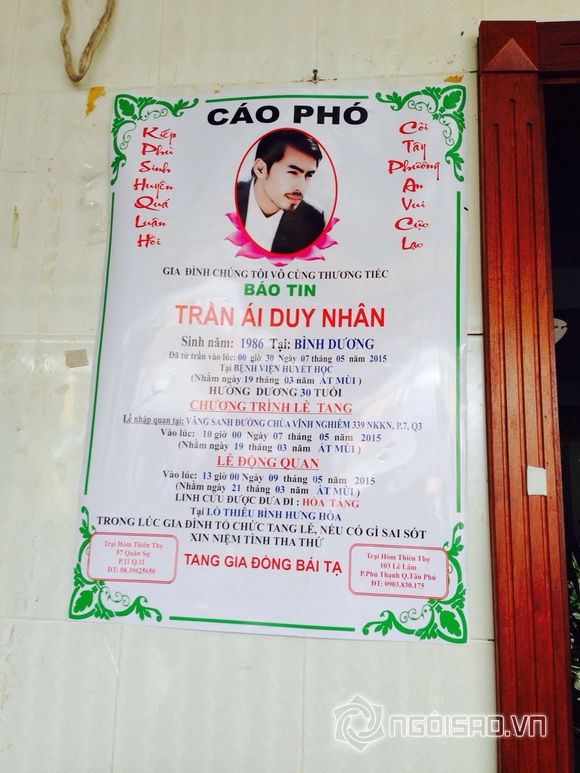 CÁO PHÓ
Kiếp
Phù
Sinh
Huyền
Quá
Luân
Hồi
Cõi
Tây
Phương
An
Vui
Cực
Lạc
GIA ĐÌNH CHÚNG TÔI VÔ CÙNG THƯƠNG TIẾC
BÁO TIN
TRẦN ÁI DUY NHÂN
Sinh năm: 1986 Tại: BÌNH DƯƠNG
Đã từ trần vào lúc: 00 giờ 30 Ngày 07 tháng 05 năm 2015
Tại BỆNH VIỆN HUYẾT HỌC
(Nhằm ngày 19 tháng 03 năm ẤT MÙI )
HƯỞNG DƯƠNG 30 TUỔI
CHƯƠNG TRÌNH LỄ TANG
Lễ nhập quan tại: VÃNG SANH ĐƯỜNG CHÙA VĨNH NGHIÊM 339 NKKN, P.7, Q3
Vào lúc: 10 giờ 00 Ngày 07 tháng 05 năm 2015
(Nhằm ngày 19 tháng 03 năm ẤT MÙI )
LỄ ĐỘNG QUAN
Vào lúc: 13 giờ 00 Ngày 09 tháng 05 năm 2015
(Nhằm ngày 21 tháng 03 năm ẤT MÙI )
LINH CỮU ĐƯỢC ĐƯA ĐI : HỎA TÁNG
Tại LÒ THIÊU BÌNH HƯNG HÒA
TRONG LÚC GIA ĐÌNH TỔ CHỨC TANG LỄ, NẾU CÓ GÌ SAI SÓT
XIN NIỆM TÌNH THA THỨ
TANG GIA ĐỒNG BÁI TẠ
Trại Hòm Thiên Thọ
57 Quân Sự
P.11 Q.11
ĐT: 08.39625650
Trại Hòm Thiên Thọ
103 Lê Lâm
P.Phú Thạnh Q.Tân Phú
ĐT: 0903.830.175
NGÔISAO.VN